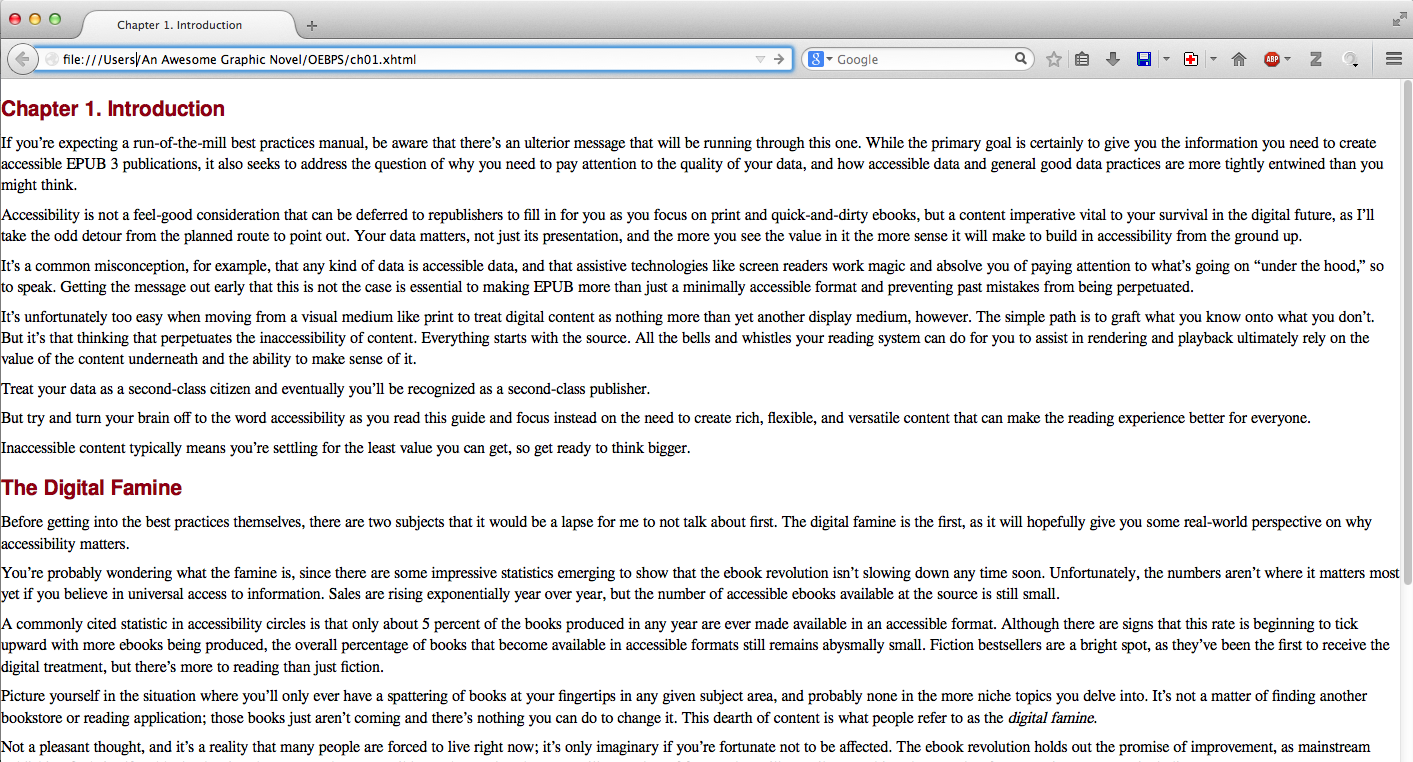 Chapter 1. Introduction
file:///Users/An Awesome Graphic Novel/OEBPS/ch01.xhtml
Google
ABP
Chapter 1. Introduction
If you’re expecting a run-of-the-mill best practices manual, be aware that there’s an ulterior message that will be running through this one. While the primary goal is certainly to give you the information you need to create
accessible EPUB 3 publications, it also seeks to address the question of why you need to pay attention to the quality of your data, and how accessible data and general good data practices are more tightly entwined than you
might think.
Accessibility is not a feel-good consideration that can be deferred to republishers to fill in for you as you focus on print and quick-and-dirty ebooks, but a content imperative vital to your survival in the digital future, as I’ll
take the odd detour from the planned route to point out. Your data matters, not just its presentation, and the more you see the value in it the more sense it will make to build in accessibility from the ground up.
It’s a common misconception, for example, that any kind of data is accessible data, and that assistive technologies like screen readers work magic and absolve you of paying attention to what’s going on “under the hood,” so
to speak. Getting the message out early that this is not the case is essential to making EPUB more than just a minimally accessible format and preventing past mistakes from being perpetuated.
It’s unfortunately too easy when moving from a visual medium like print to treat digital content as nothing more than yet another display medium, however. The simple path is to graft what you know onto what you don’t.
But it’s that thinking that perpetuates the inaccessibility of content. Everything starts with the source. All the bells and whistles your reading system can do for you to assist in rendering and playback ultimately rely on the
value of the content underneath and the ability to make sense of it.
Treat your data as a second-class citizen and eventually you’ll be recognized as a second-class publisher.
But try and turn your brain off to the word accessibility as you read this guide and focus instead on the need to create rich, flexible, and versatile content that can make the reading experience better for everyone.
Inaccessible content typically means you’re settling for the least value you can get, so get ready to think bigger.
The Digital Famine
Before getting into the best practices themselves, there are two subjects that it would be a lapse for me to not talk about first. The digital famine is the first, as it will hopefully give you some real-world perspective on why
accessibility matters.
You’re probably wondering what the famine is, since there are some impressive statistics emerging to show that the ebook revolution isn’t slowing down any time soon. Unfortunately, the numbers aren’t where it matters most
yet if you believe in universal access to information. Sales are rising exponentially year over year, but the number of accessible ebooks available at the source is still small.
A commonly cited statistic in accessibility circles is that only about 5 percent of the books produced in any year are ever made available in an accessible format. Although there are signs that this rate is beginning to tick
upward with more ebooks being produced, the overall percentage of books that become available in accessible formats still remains abysmally small. Fiction bestsellers are a bright spot, as they’ve been the first to receive the
digital treatment, but there’s more to reading than just fiction.
Picture yourself in the situation where you’ll only ever have a spattering of books at your fingertips in any given subject area, and probably none in the more niche topics you delve into. It’s not a matter of finding another
bookstore or reading application; those books just aren’t coming and there’s nothing you can do to change it. This dearth of content is what people refer to as the digital famine.
Not a pleasant thought, and it’s a reality that many people are forced to live right now; it’s only imaginary if you’re fortunate not to be affected. The ebook revolution holds out the promise of improvement, as mainstream